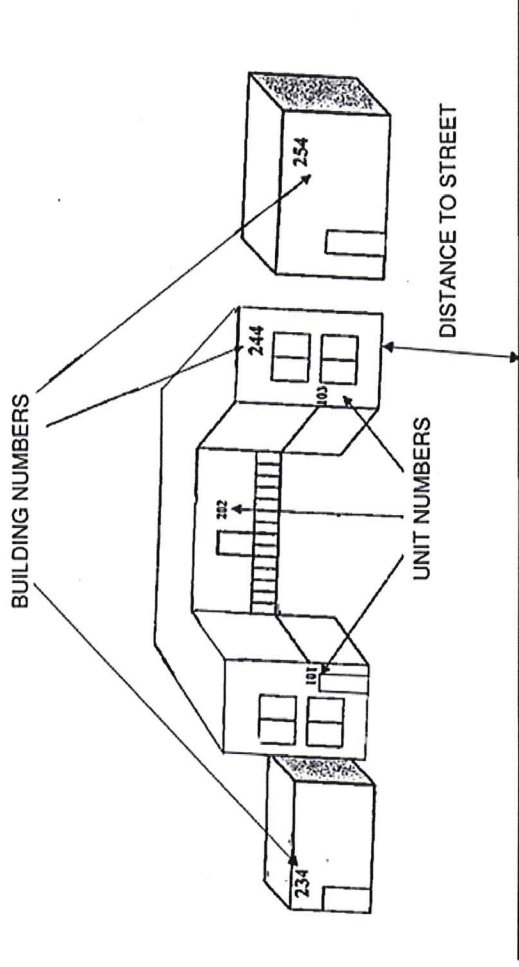 BUILDING NUMBERS
234
244
254
101
202
103
UNIT NUMBERS
DISTANCE TO STREET